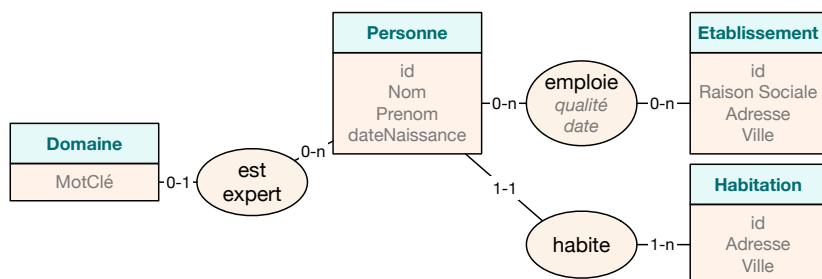 Personne
id
Nom
Prenom
dateNaissance
0-n
emploie
qualité
date
0-n
Etablissement
id
Raison Sociale
Adresse
Ville
Domaine
MotClé
0-1
est
expert
0-n
1-1
habite
1-n
Habitation
id
Adresse
Ville